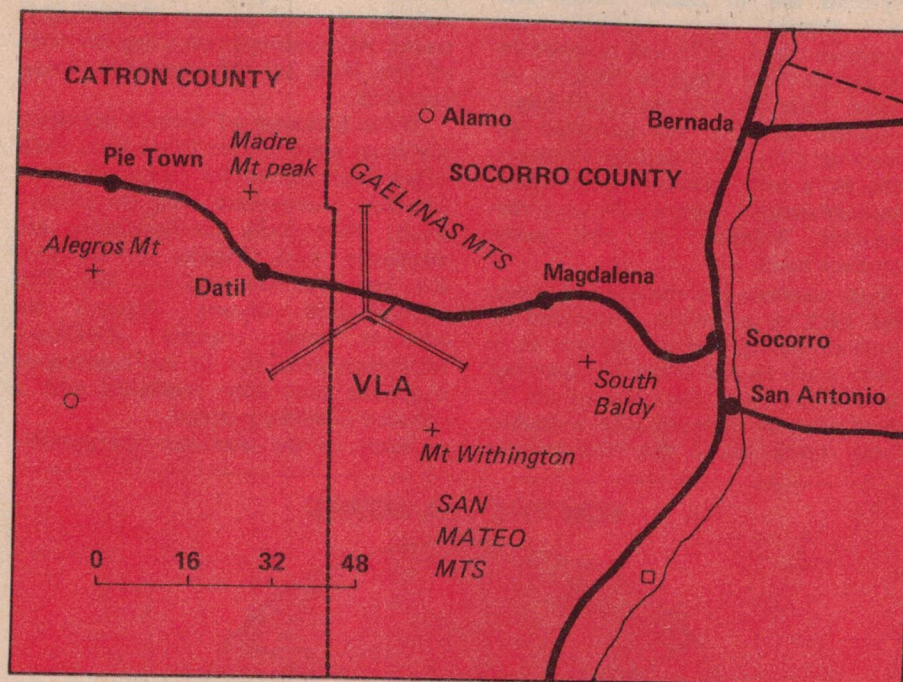 CATRON COUNTY
Alamo
Bernada
Madre
Mt peak
Pie Town
SOCORRO COUNTY
GAELINAS MTS
Alegros Mt
Datil
Magdalena
Socorro
VLA
South
Baldy
San Antonio
Mt Withington
SAN
MATEO
MTS
0 16 32 48